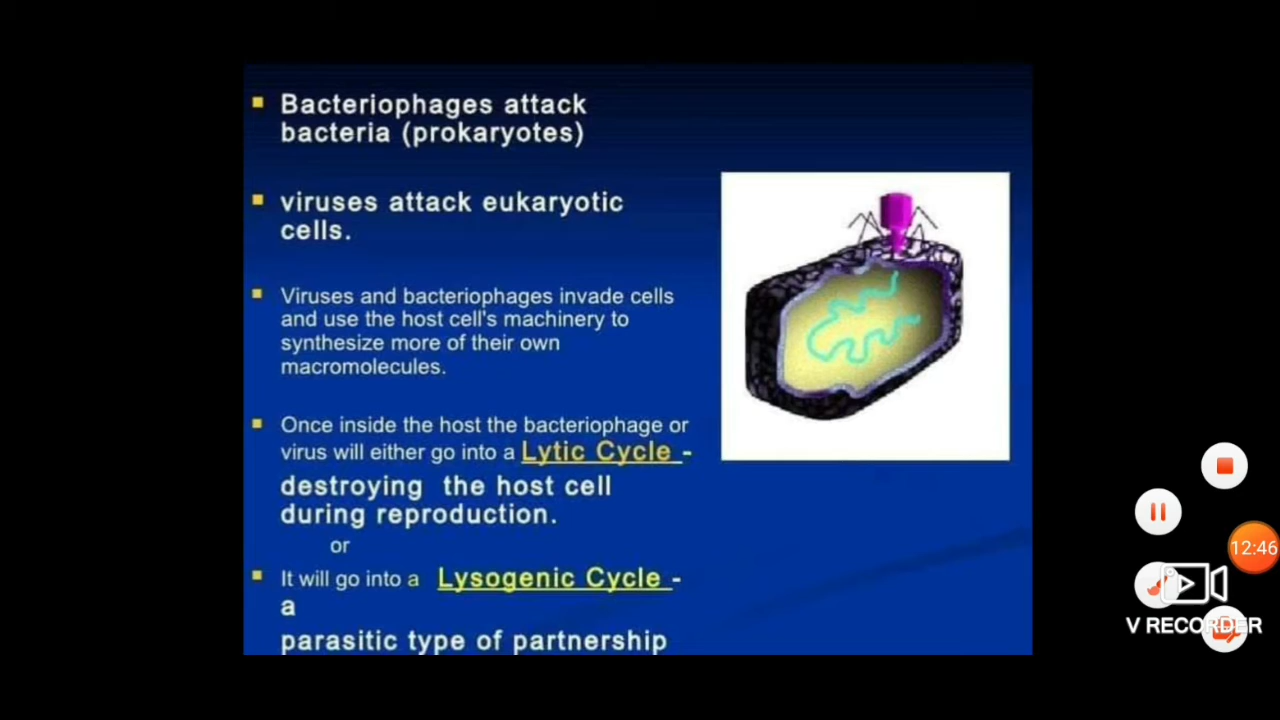 Bacteriophages attack
bacteria (prokaryotes)
viruses attack eukaryotic
cells.
Viruses and bacteriophages invade cells
and use the host cell's machinery to
synthesize more of their own
macromolecules.
Once inside the host the bacteriophage or
virus will either go into a Lytic Cycle -
destroying the host cell
during reproduction.
or
It will go into a Lysogenic Cycle -
a
parasitic type of partnership
12:46
V RECORDER